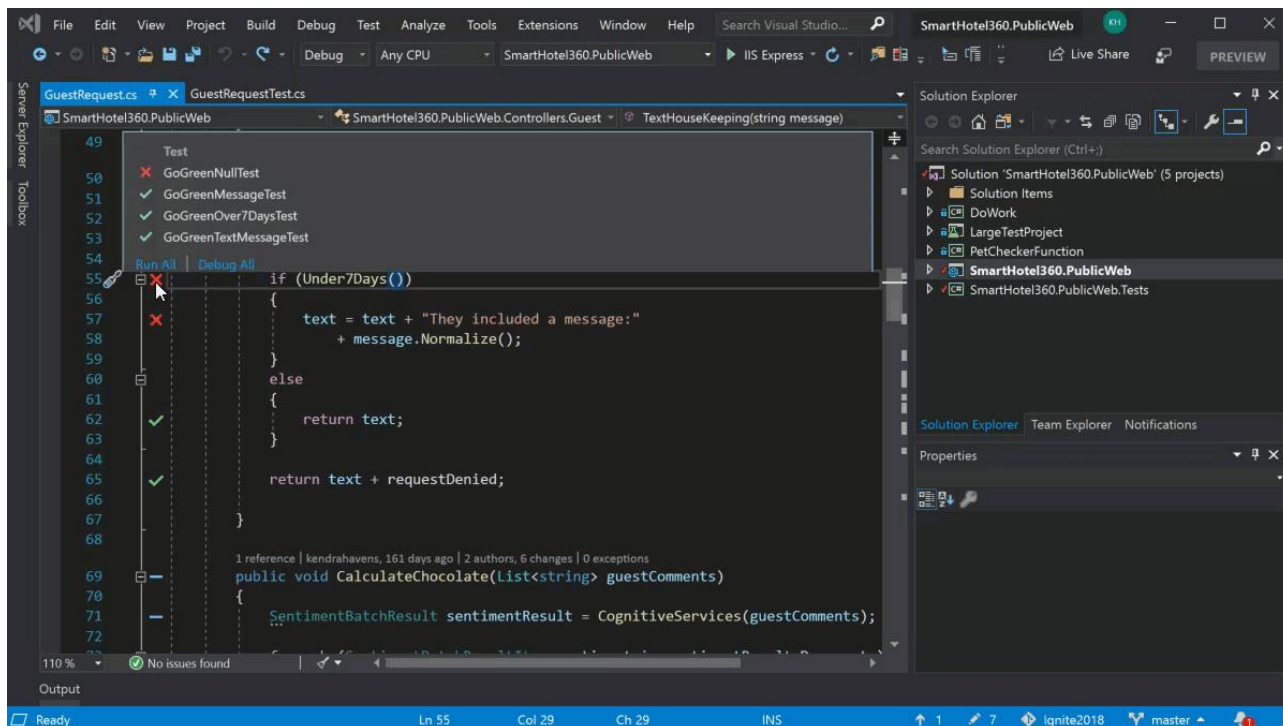 File Edit View Project Build Debug Test Analyze Tools Extensions Window Help Search Visual Studio... SmartHotel360.PublicWeb KH
Debug Any CPU SmartHotel360.PublicWeb IIS Express Live Share PREVIEW
Server Explorer
Toolbox
GuestRequest.cs GuestRequestTest.cs
SmartHotel360.PublicWeb SmartHotel360.PublicWeb.Controllers.Guest TextHouseKeeping(string message)
49
Test
50 GoGreenNullTest
51 GoGreenMessageTest
52 GoGreenOver7DaysTest
53 GoGreenTextMessageTest
54
Run All | Debug All
55 if (Under7Days())
56 {
57 text = text + "They included a message:"
58 + message.Normalize();
59 }
60 else
61 {
62 return text;
63 }
64
65 return text + requestDenied;
66
67 }
68
1 reference | kendrahavens, 161 days ago | 2 authors, 6 changes | 0 exceptions
69 public void CalculateChocolate(List<string> guestComments)
70 {
71 SentimentBatchResult sentimentResult = CognitiveServices(guestComments);
72
110 % No issues found
Solution Explorer
Search Solution Explorer (Ctrl+;)
Solution 'SmartHotel360.PublicWeb' (5 projects)
Solution Items
DoWork
LargeTestProject
PetCheckerFunction
SmartHotel360.PublicWeb
SmartHotel360.PublicWeb.Tests
Solution Explorer Team Explorer Notifications
Properties
Output
Ready Ln 55 Col 29 Ch 29 INS 1 7 Ignite2018 master 1